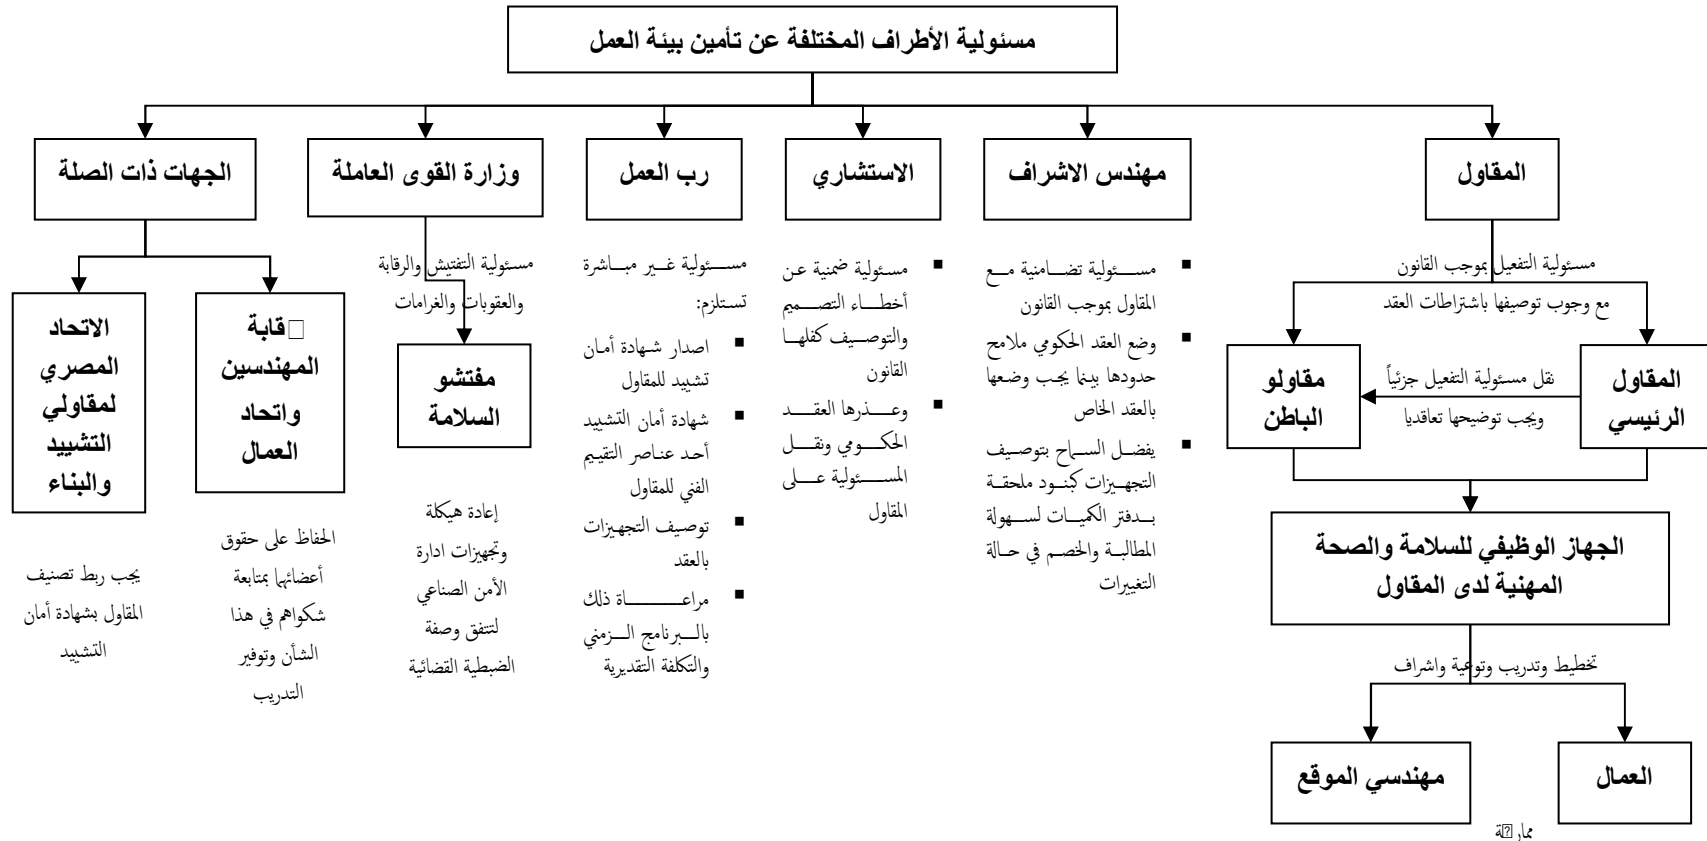 مسئولية الأطراف المختلفة عن تأمين بيئة العمل
المقاول
مهندس الاشراف
الاستشاري
رب العمل
وزارة القوى العاملة
الجهات ذات الصلة
مسئولية التفعيل بموجب القانون
مع وجوب توصيفها باشتراطات العقد
المقاول
الرئيسي
نقل مسئولية التفعيل جزئياً
ويجب توضيحها تعاقديا
مقاولو
الباطن
الجهاز الوظيفي للسلامة والصحة
المهنية لدى المقاول
تخطيط وتدريب وتوعية واشراف
العمال
مهندسي الموقع
▪ مسئولية تضامنية مع
المقاول بموجب القانون
▪ وضع العقد الحكومي ملامح
حدودها بينما يجب وضعها
بالعقد الخاص
▪ يفضل السماح بتوصيف
التجهيزات كبنود ملحقة
بدفتر الكميات لسهولة
المطالبة والخصم في حالة
التغييرات
▪ مسئولية ضمنية عن
أخطاء التصميم
والتوصيف كفلها
القانون
▪ وعذرها العقد
الحكومي ونقل
المسئولية على
المقاول
مسئولية غير مباشرة
تستلزم:
▪ اصدار شهادة أمان
تشييد للمقاول
▪ شهادة أمان التشييد
أحد عناصر التقييم
الفني للمقاول
▪ توصيف التجهيزات
بالعقد
▪ مراعاة ذلك
بالبرنامج الزمني
والتكلفة التقديرية
مسئولية التفتيش والرقابة
والعقوبات والغرامات
مفتشو
السلامة
إعادة هيكلة
وتجهيزات ادارة
الأمن الصناعي
لتتفق وصفة
الضبطية القضائية
المهندسين
واتحاد
العمال
الحفاظ على حقوق
أعضائها بمتابعة
شكواهم في هذا
الشأن وتوفير
التدريب
الاتحاد
المصري
لمقاولي
التشييد
والبناء
يجب ربط تصنيف
المقاول بشهادة أمان
التشييد